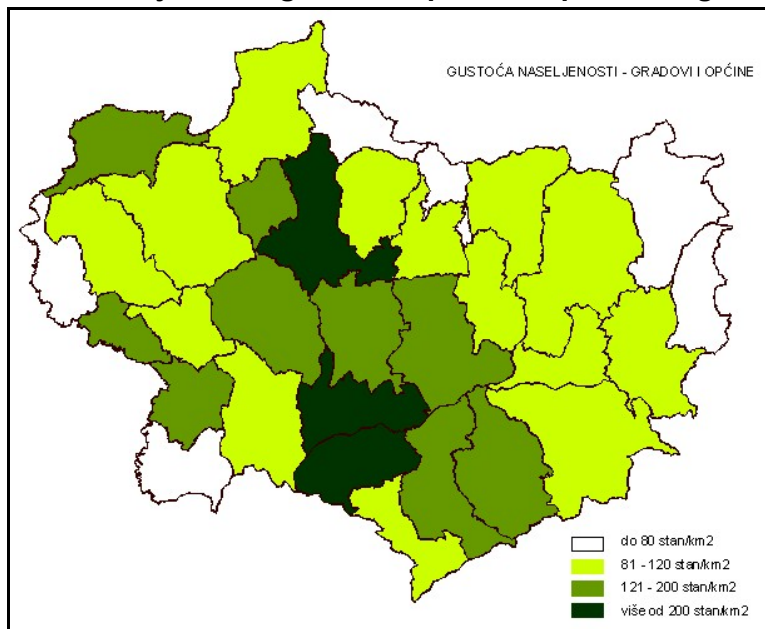 GUSTOĆA NASELJENOSTI - GRADOVI I OPĆINE
do 80 stan/km2
81 - 120 stan/km2
121 - 200 stan/km2
više od 200 stan/km2